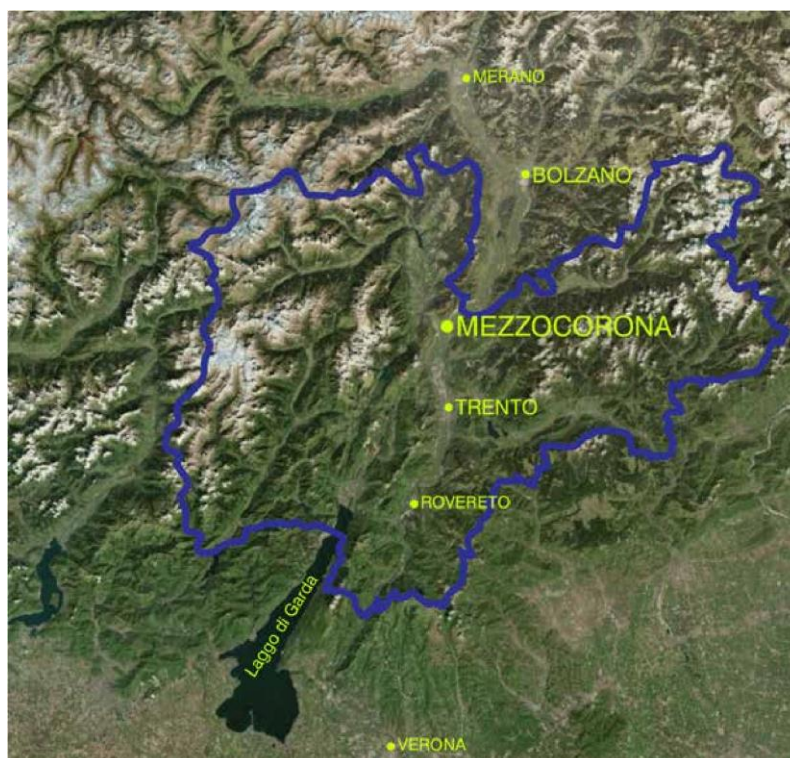 MERANO
BOLZANO
MEZZOCORONA
TRENTO
ROVERETO
Laggo di Garda
VERONA